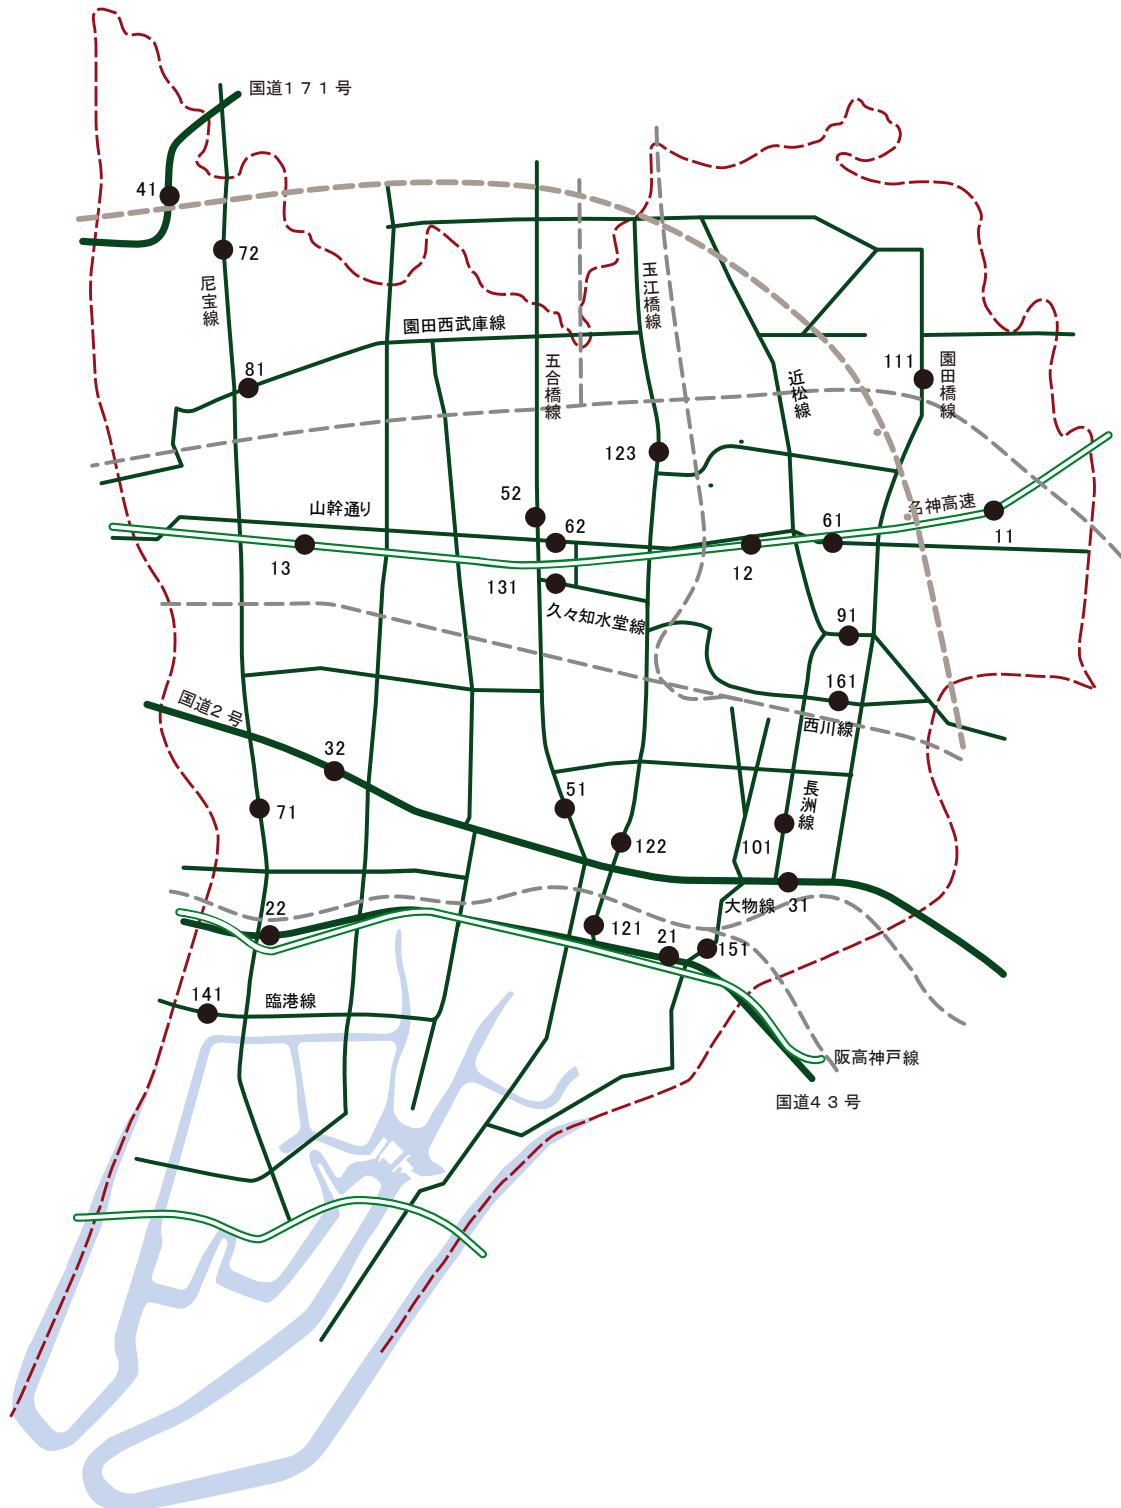 国道１７１号
41
72
尼宝線
玉江橋線
園田西武庫線
81
五合橋線
近松線
111
園田橋線
123
52
山幹通り
62
61
名神高速
11
13
12
131
久々知水堂線
91
161
西川線
国道２号
32
71
51
長洲線
122
101
22
大物線
31
121
21
151
141
臨港線
阪高神戸線
国道４３号